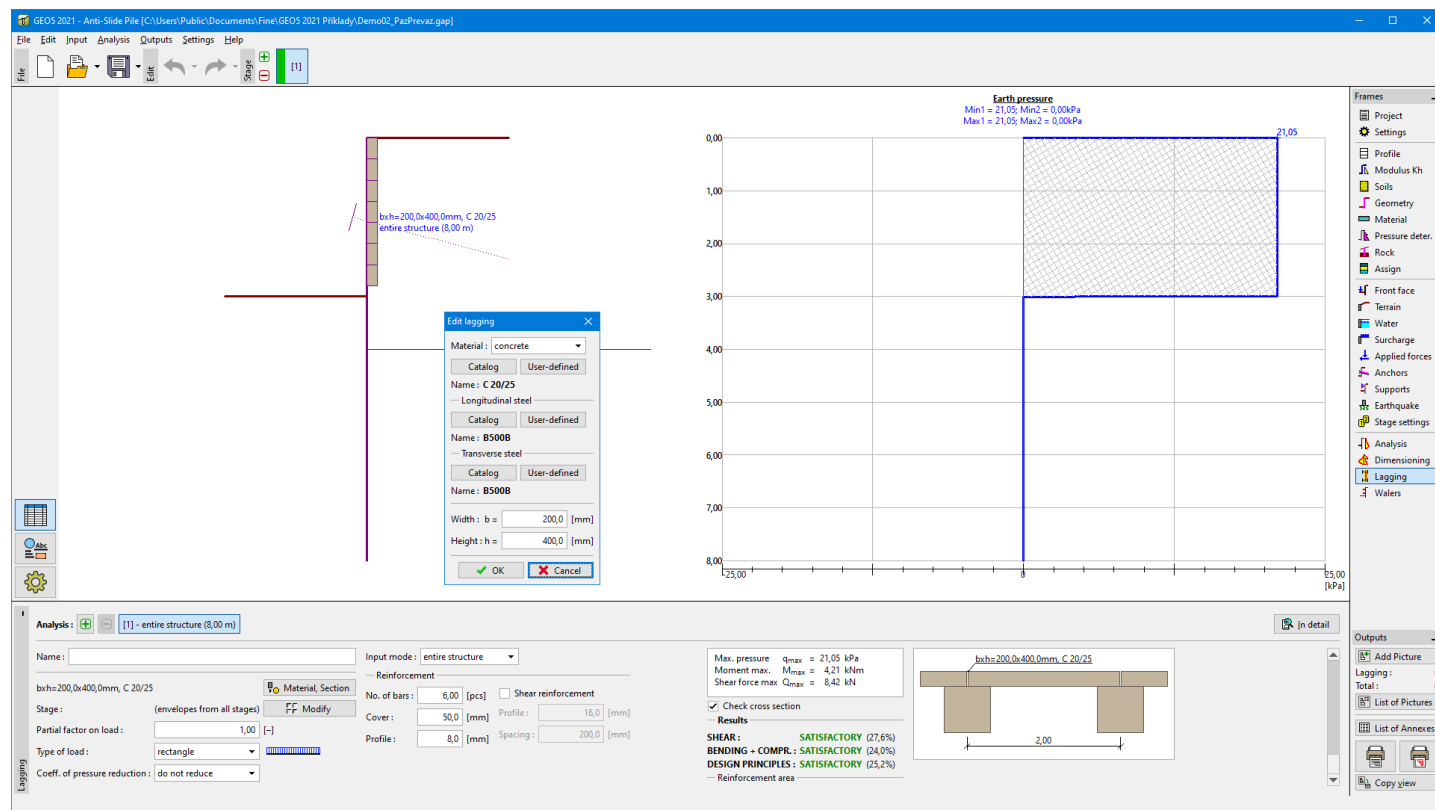 GEO5 2021 - Anti-Slide Pile [C:\Users\Public\Documents\Fine\GEO5 2021 Příklady\Demo02_PazPrevaz.gap]
File Edit Input Analysis Outputs Settings Help
File
Edit
Stage
[1]
bxh=200,0x400,0mm, C 20/25
entire structure (8,00 m)
Earth pressure
Min1 = 21,05; Min2 = 0,00kPa
Max1 = 21,05; Max2 = 0,00kPa
21,05
0,00
1,00
2,00
3,00
4,00
5,00
6,00
7,00
8,00
-25,00 0 25,00
[kPa]
Edit lagging
Material : concrete
Catalog User-defined
Name : C 20/25
Longitudinal steel
Catalog User-defined
Name : B500B
Transverse steel
Catalog User-defined
Name : B500B
Width : b = 200,0 [mm]
Height : h = 400,0 [mm]
OK Cancel
Frames
Project
Settings
Profile
Modulus Kh
Soils
Geometry
Material
Pressure deter.
Rock
Assign
Front face
Terrain
Water
Surcharge
Applied forces
Anchors
Supports
Earthquake
Stage settings
Analysis
Dimensioning
Lagging
Walers
Abc
Lagging
Analysis : [1] - entire structure (8,00 m) In detail
Name :
bxh=200,0x400,0mm, C 20/25 Material, Section
Stage : (envelopes from all stages) Modify
Partial factor on load : 1,00 [–]
Type of load : rectangle
Coeff. of pressure reduction : do not reduce
Input mode : entire structure
Reinforcement
No. of bars : 6,00 [pcs] Shear reinforcement
Cover : 50,0 [mm] Profile : 16,0 [mm]
Profile : 8,0 [mm] Spacing : 200,0 [mm]
Max. pressure qmax = 21,05 kPa
Moment max. Mmax = 4,21 kNm
Shear force max Qmax = 8,42 kN
Check cross section
Results
SHEAR : SATISFACTORY (27,6%)
BENDING + COMPR. : SATISFACTORY (24,0%)
DESIGN PRINCIPLES : SATISFACTORY (25,2%)
Reinforcement area
bxh=200,0x400,0mm, C 20/25
2,00
Outputs
Add Picture
Lagging :
Total :
List of Pictures
List of Annexes
Copy view